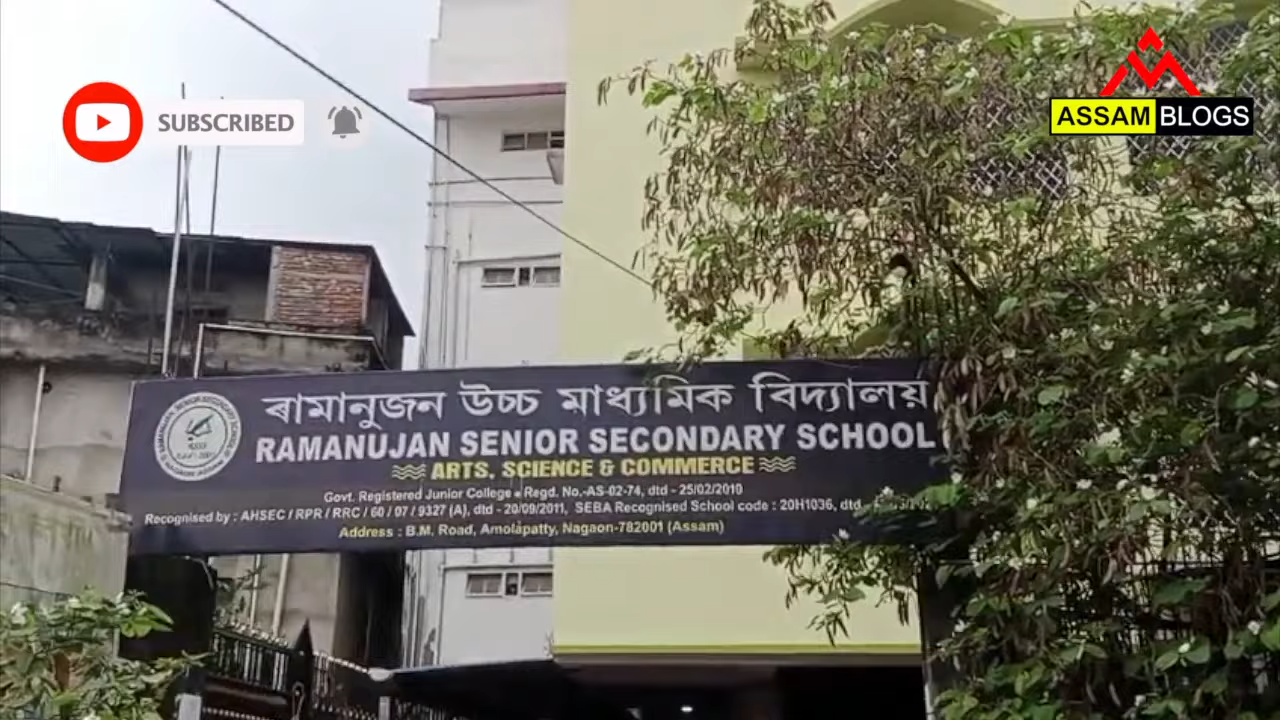 SUBSCRIBED
ASSAM BLOGS
ৰামানুজন উচ্চ মাধ্যমিক বিদ্যালয়
RAMANUJAN SENIOR SECONDARY SCHOOL
ARTS, SCIENCE & COMMERCE
Govt. Registered Junior College Regd. No.-AS-02-74, dtd - 25/02/2010
Recognised by : AHSEC / RPR / RRC / 60 / 07 / 9327 (A), dtd - 20/09/2011, SEBA Recognised School code : 20H1036, dtd
Address : B.M. Road, Amolapatty, Nagaon-782001 (Assam)